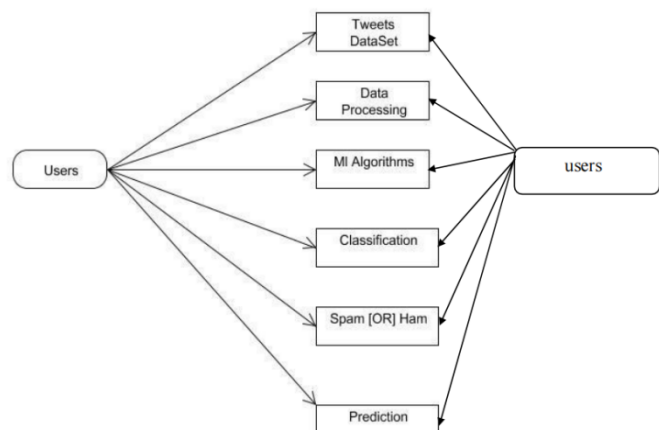 Tweets
DataSet
Data
Processing
Users
Ml Algorithms
users
Classification
Spam [OR] Ham
Prediction